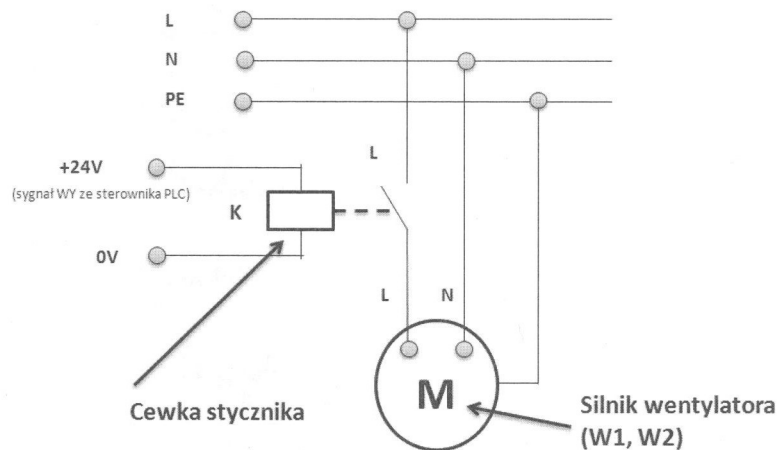 L
N
PE
+24V
(sygnał WY ze sterownika PLC)
L
K
0V
L
N
M
Cewka stycznika
Silnik wentylatora
(W1, W2)